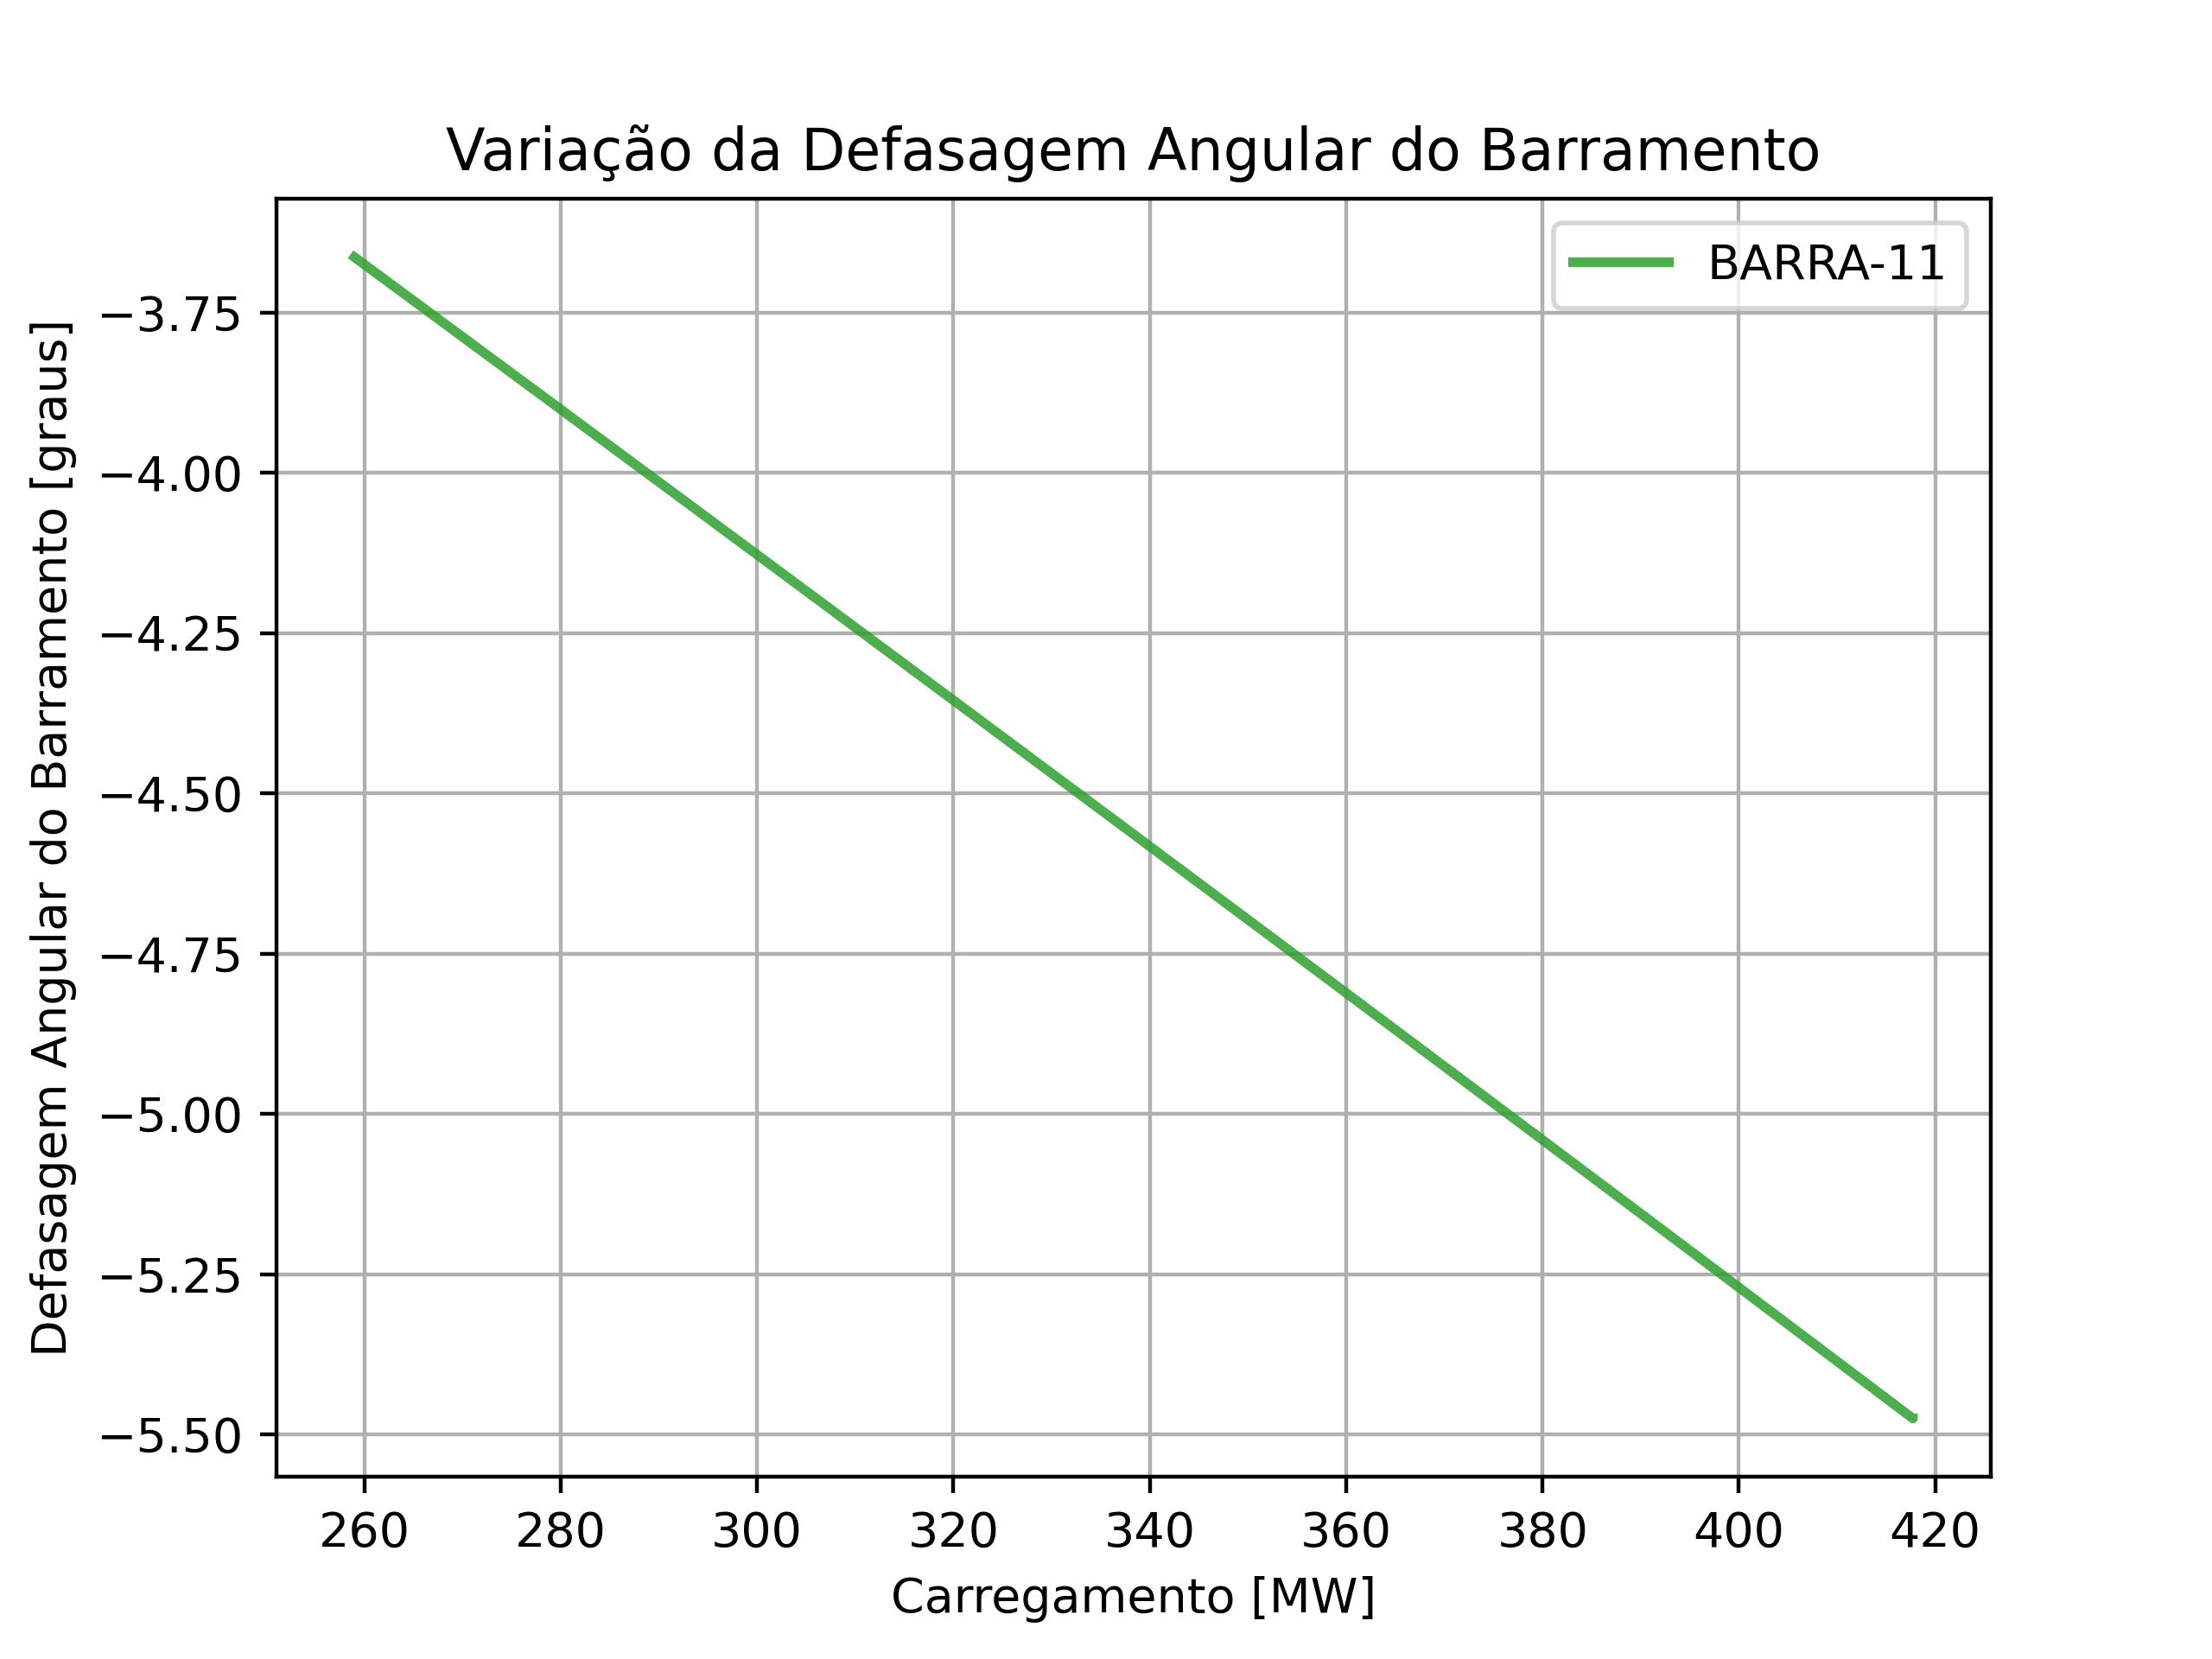 Variação da Defasagem Angular do Barramento
BARRA-11
Defasagem Angular do Barramento [graus]
−3.75
−4.00
−4.25
−4.50
−4.75
−5.00
−5.25
−5.50
260 280 300 320 340 360 380 400 420
Carregamento [MW]